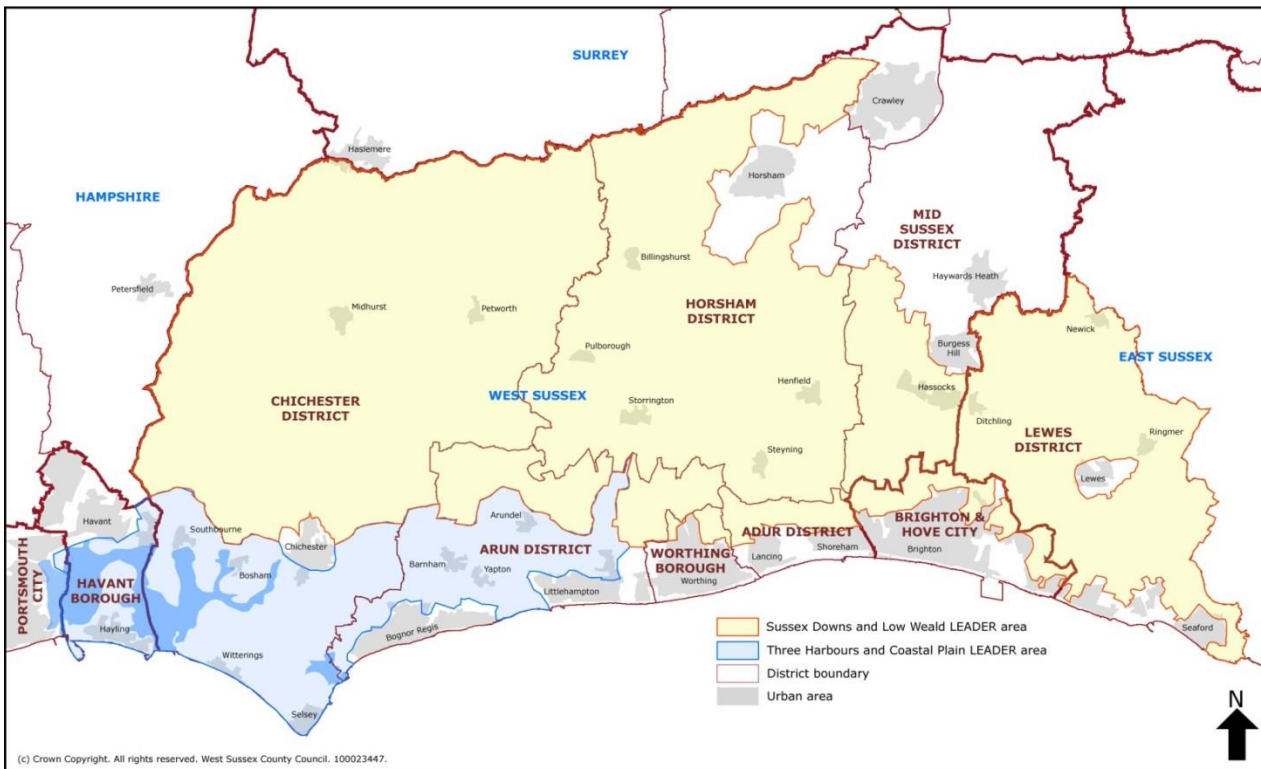 SURREY
Crawley
Haslemere
Horsham
HAMPSHIRE
MID
SUSSEX
DISTRICT
Billingshurst
Haywards Heath
Petersfield
Midhurst
Petworth
HORSHAM
DISTRICT
Newick
Burgess
Hill
EAST SUSSEX
Pulborough
Henfield
Hassocks
CHICHESTER
DISTRICT
WEST SUSSEX
Storrington
Ditchling
LEWES
DISTRICT
Ringmer
Steyning
Lewes
Havant
Southbourne
Arundel
Chichester
ARUN DISTRICT
ADUR DISTRICT
BRIGHTON &
HOVE CITY
PORTSMOUTH
CITY
HAVANT
BOROUGH
Bosham
Barnham
Yapton
WORTHING
BOROUGH
Lancing
Shoreham
Brighton
Littlehampton
Worthing
Hayling
Bognor Regis
Seaford
Witterings
Selsey
Sussex Downs and Low Weald LEADER area
Three Harbours and Coastal Plain LEADER area
District boundary
Urban area
N
(c) Crown Copyright. All rights reserved. West Sussex County Council. 100023447.